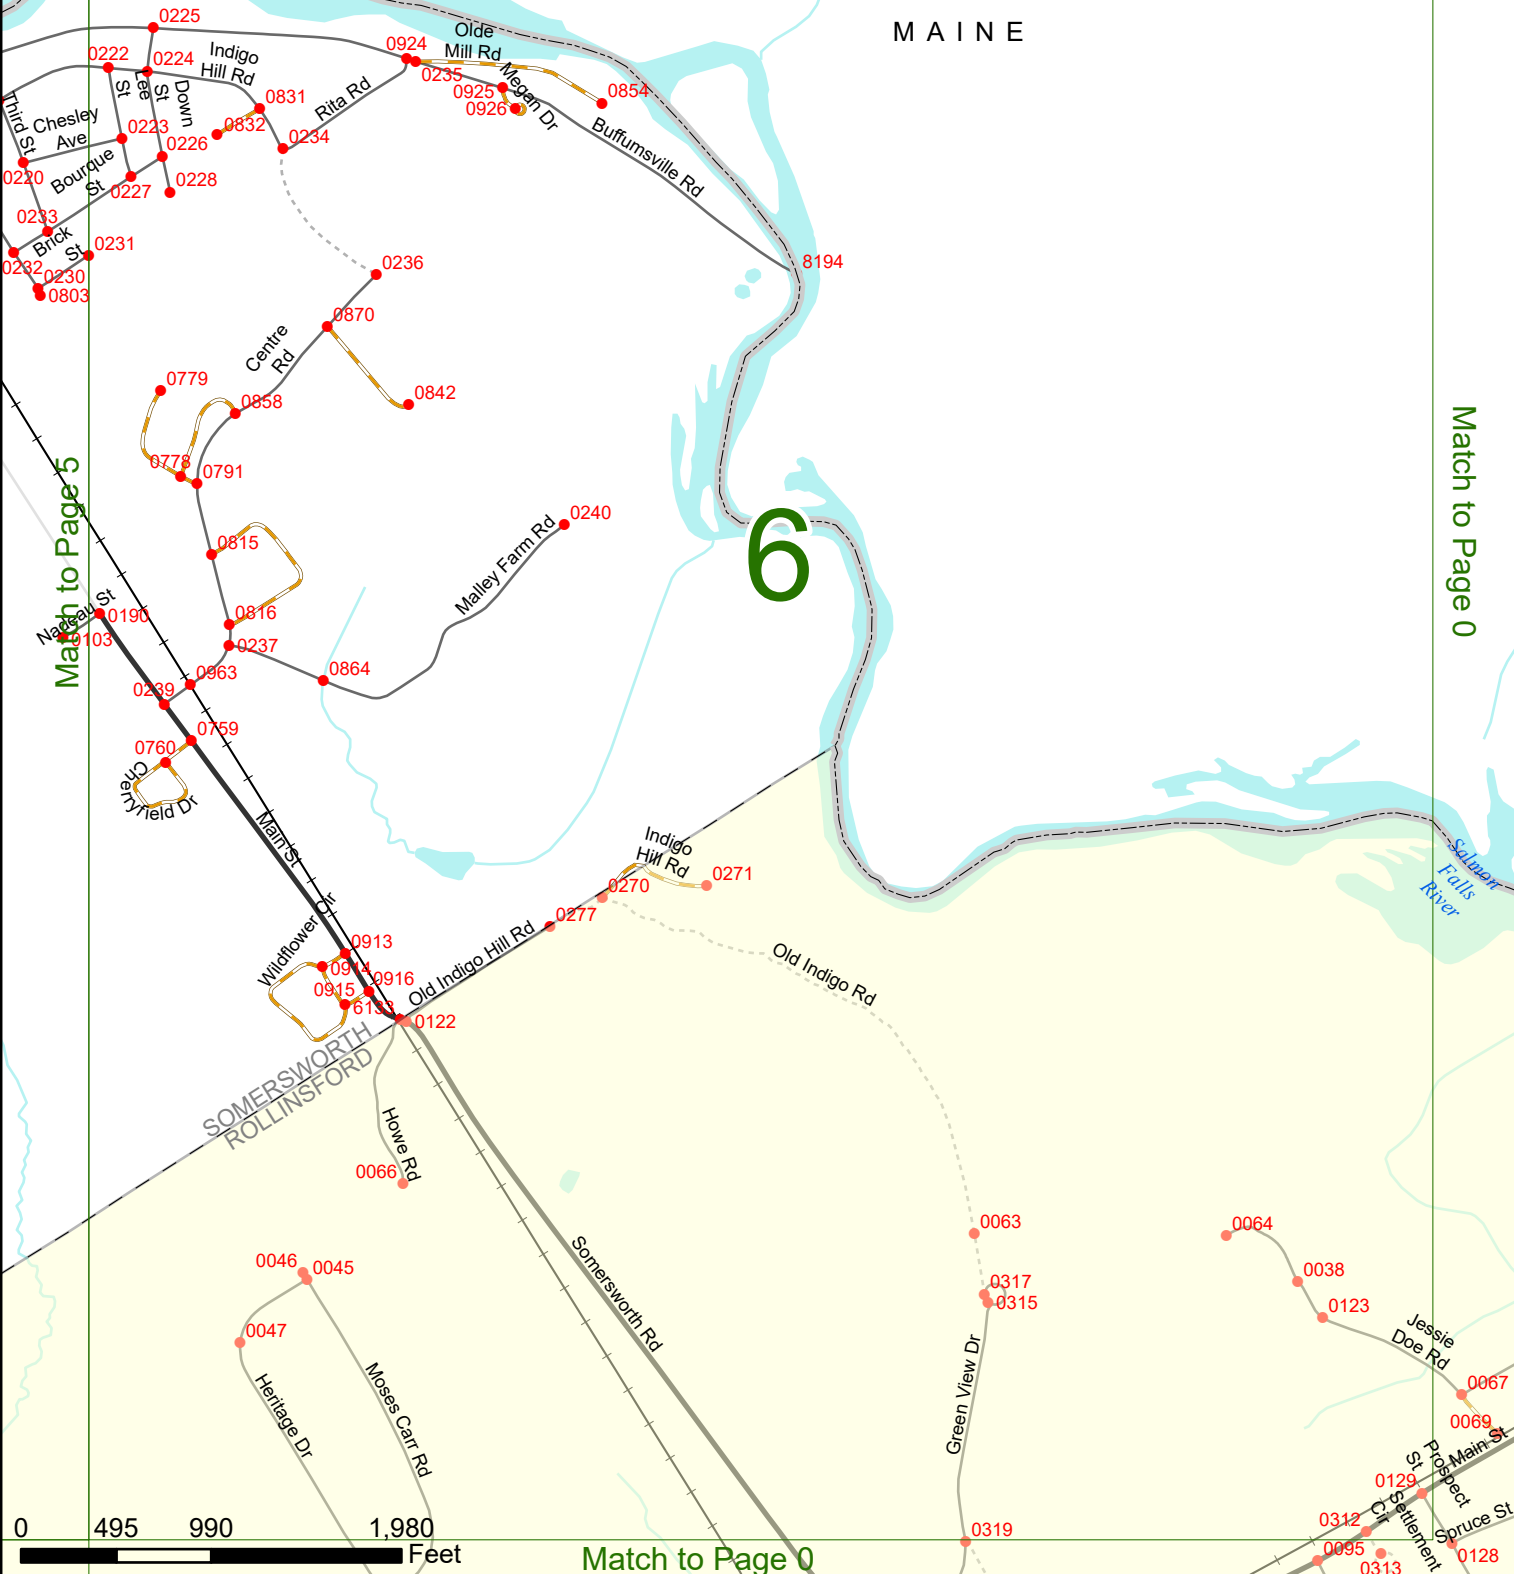 MAINE
0225
0924
Olde
Mill Rd
0222
0224
Indigo
Hill Rd
0235
Megan Dr
0925
0854
0926
Lee
St
St
Down
Third St
Chesley
Ave
0223
0831
0832
Rita Rd
0234
Buffumsville Rd
0226
0220
Bourque
St
0227
0228
0233
Brick
St
0231
0232
0230
0803
0236
8194
0870
Centre
Rd
0779
0858
0842
0778
0791
Match to Page 5
Match to Page 0
6
0240
0815
Malley Farm Rd
Nadeau St
0190
0103
0816
0237
0864
0963
0239
0759
0760
Cherryfield Dr
Main St
Indigo
Hill Rd
0270
0271
0277
Salmon
Falls
River
Wildflower Cir
0913
0914
0916
0915
6133
0122
Old Indigo Hill Rd
Old Indigo Rd
SOMERSWORTH
ROLLINSFORD
Howe Rd
0066
0063
0064
0046
0045
0317
0315
0038
0123
0047
Somersworth Rd
Jessie
Doe Rd
Green View Dr
0067
Heritage Dr
Moses Carr Rd
0069
Main St
Prospect
St
0129
Settlement
Cir
0312
Spruce St
0319
0095
0313
0128
0 495 990 1,980
Feet
Match to Page 0